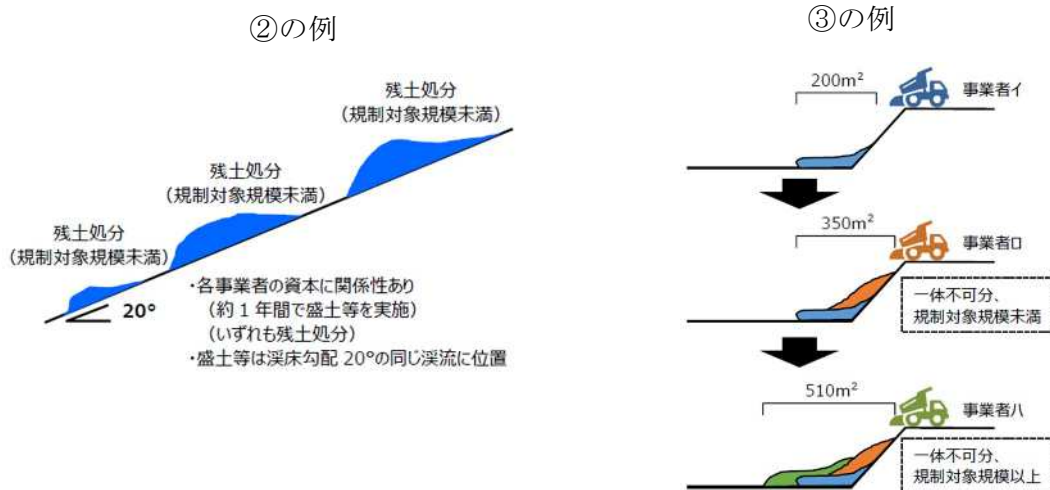 ②の例
残土処分
(規制対象規模未満)
残土処分
(規制対象規模未満)
残土処分
(規制対象規模未満)
20°
・各事業者の資本に関係性あり
(約1年間で盛土等を実施)
(いずれも残土処分)
・盛土等は渓床勾配 20°の同じ渓流に位置
③の例
200m²
事業者イ
350m²
事業者ロ
一体不可分、
規制対象規模未満
510m²
事業者ハ
一体不可分、
規制対象規模以上